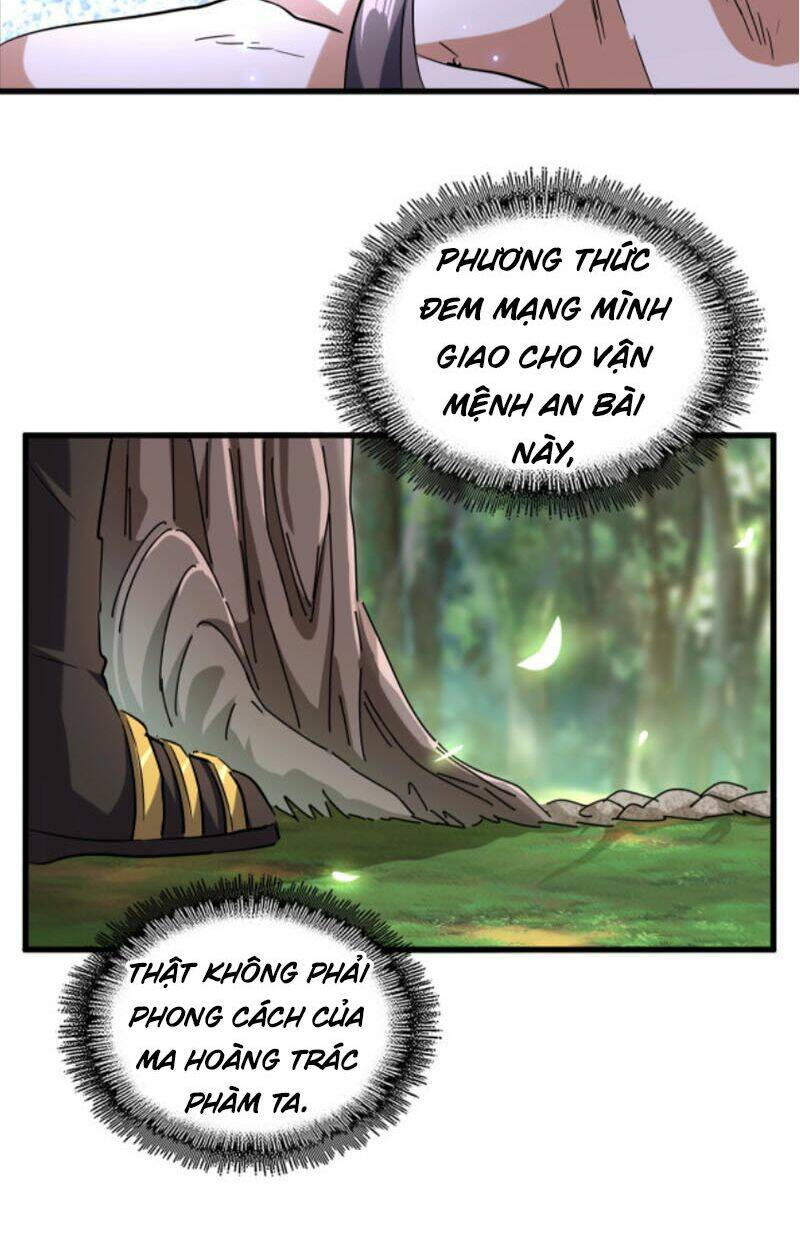 PHƯƠNG THỨC
ĐEM MẠNG MÌNH
GIAO CHO VẬN
MỆNH AN BÀI
NÀY,
THẬT KHÔNG PHẢI
PHONG CÁCH CỦA
MA HOÀNG TRÁC
PHÀM TA.